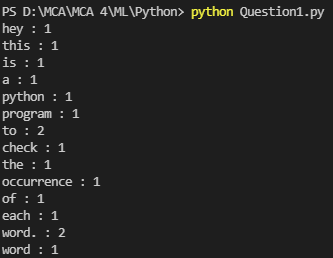 PS D:\MCA\MCA 4\ML\Python> python Question1.py
hey : 1
this : 1
is : 1
a : 1
python : 1
program : 1
to : 2
check : 1
the : 1
occurrence : 1
of : 1
each : 1
word. : 2
word : 1